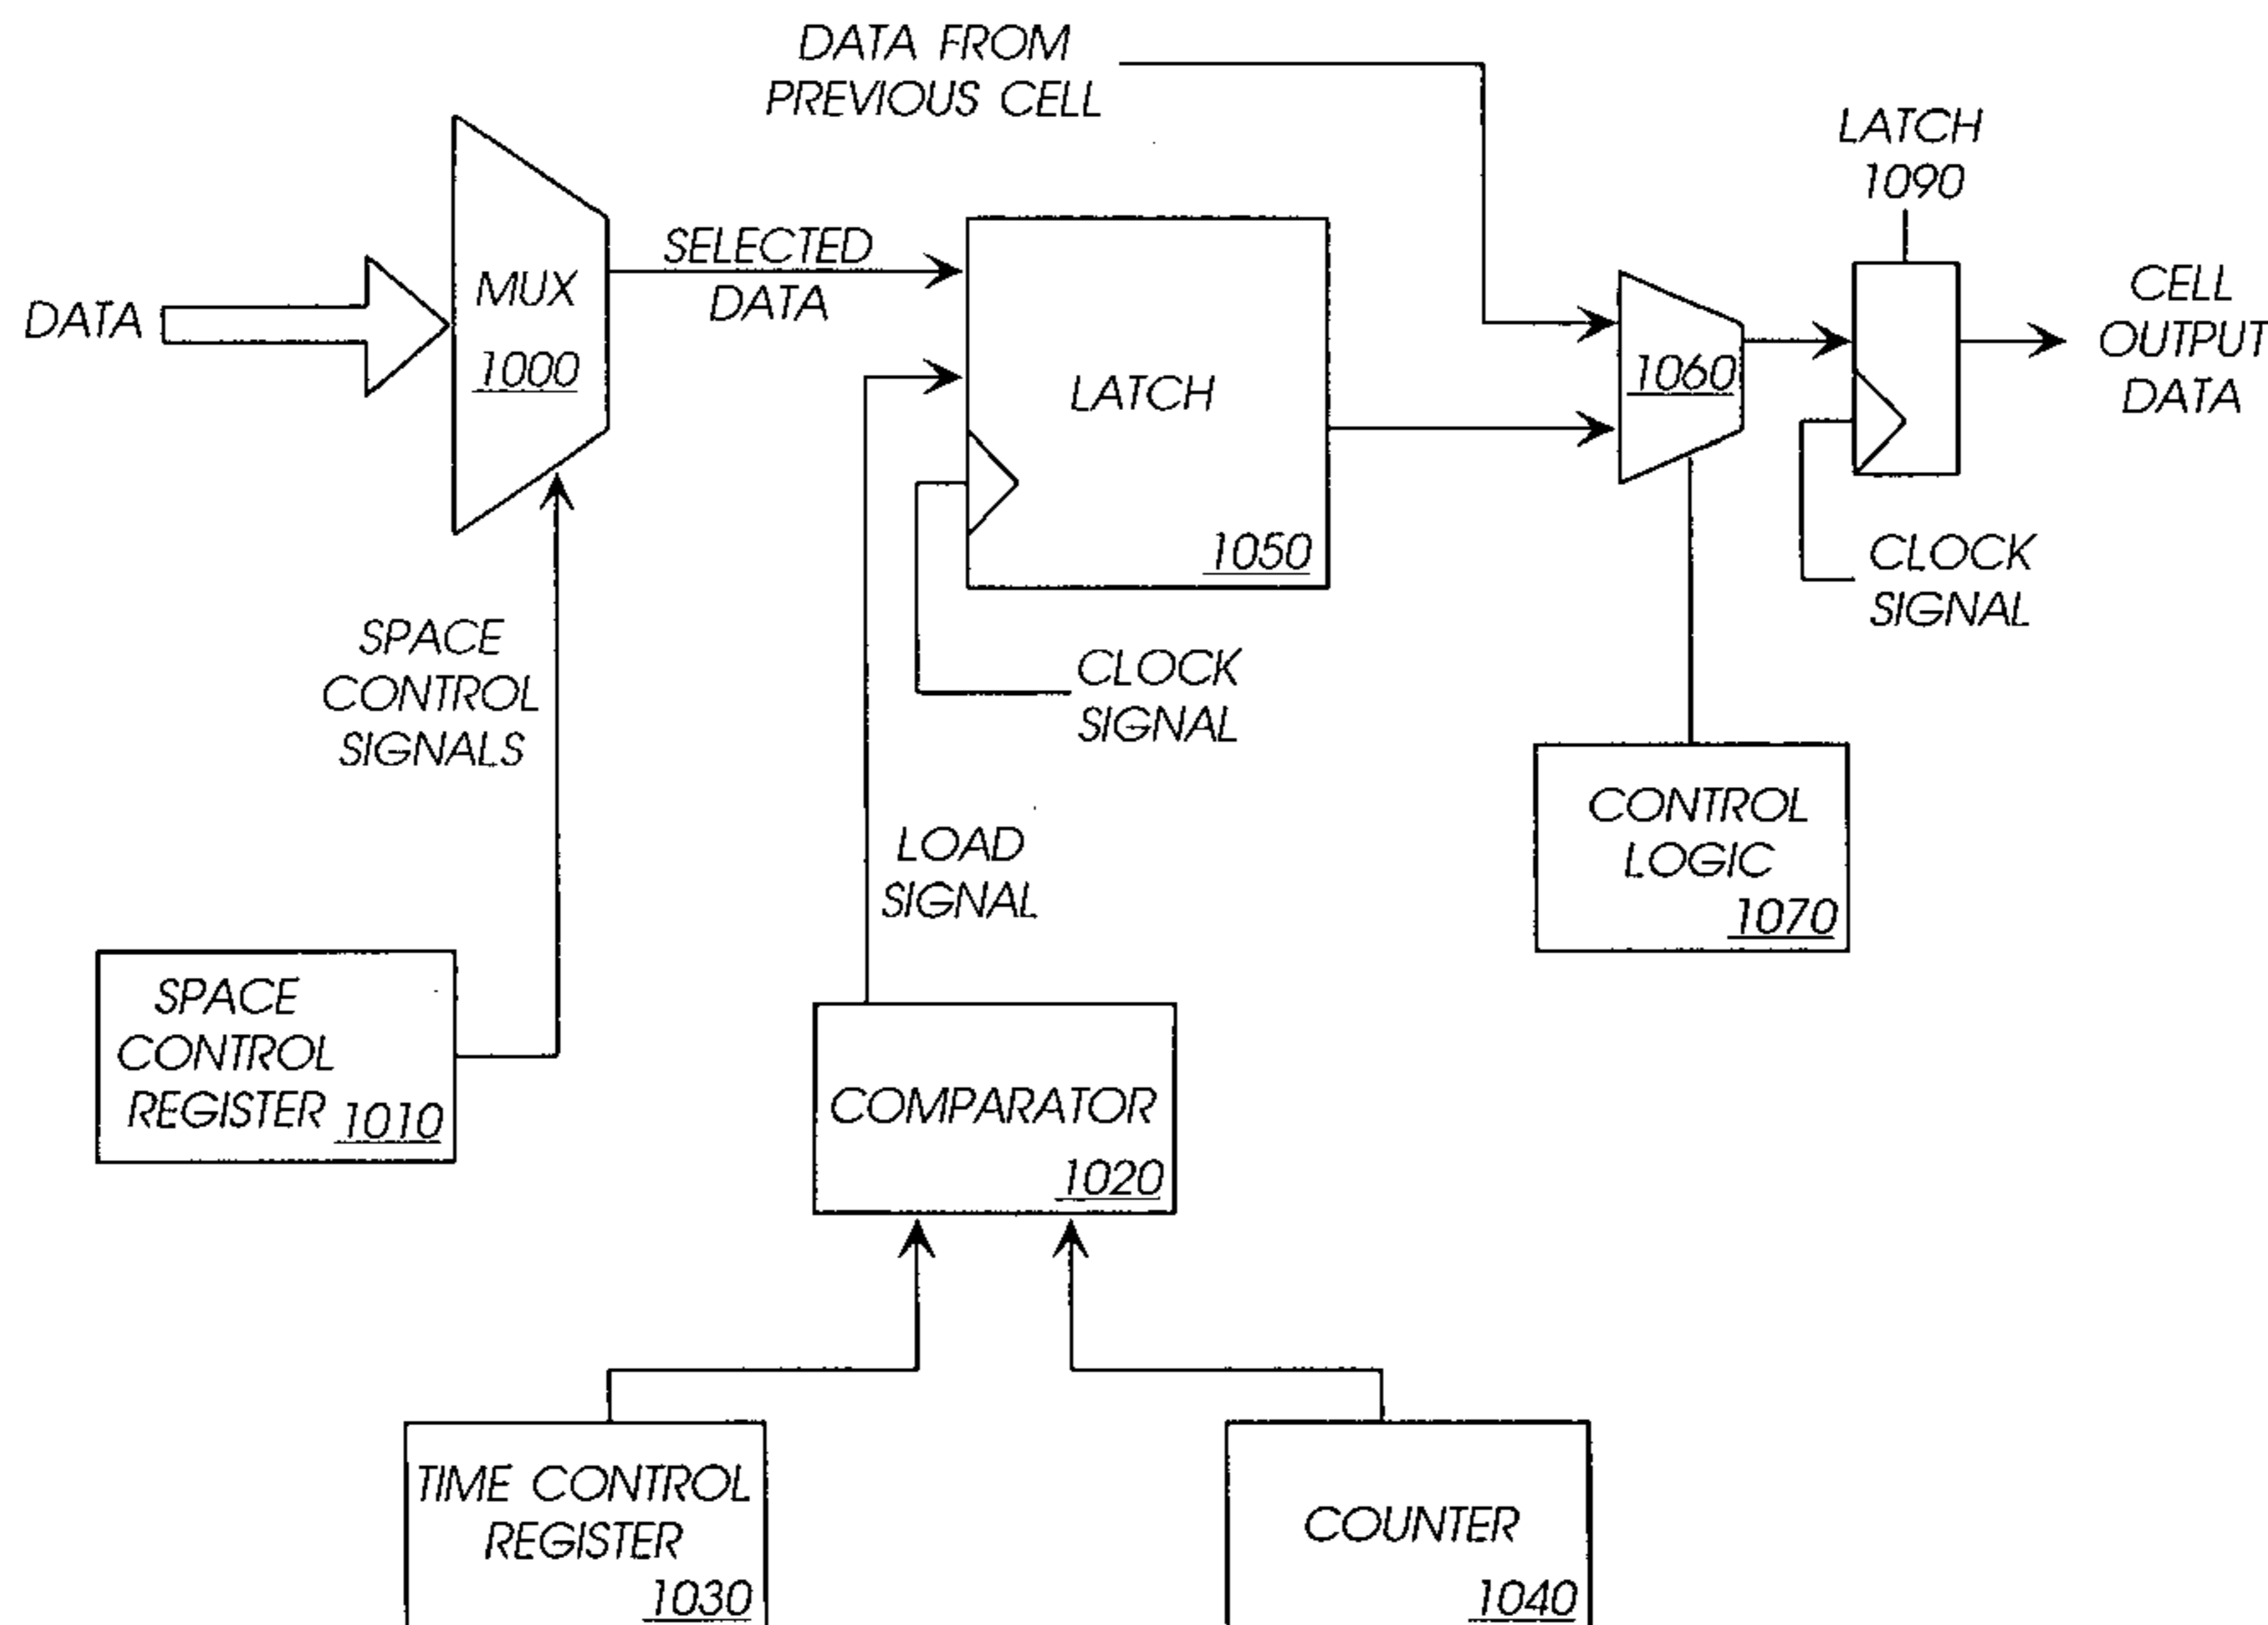 DATA FROM
PREVIOUS CELL
LATCH
1090
DATA
MUX
1000
SELECTED
DATA
LATCH
1050
1060
CELL
OUTPUT
DATA
CLOCK
SIGNAL
SPACE
CONTROL
SIGNALS
CLOCK
SIGNAL
LOAD
SIGNAL
CONTROL
LOGIC
1070
SPACE
CONTROL
REGISTER 1010
COMPARATOR
1020
TIME CONTROL
REGISTER
1030
COUNTER
1040